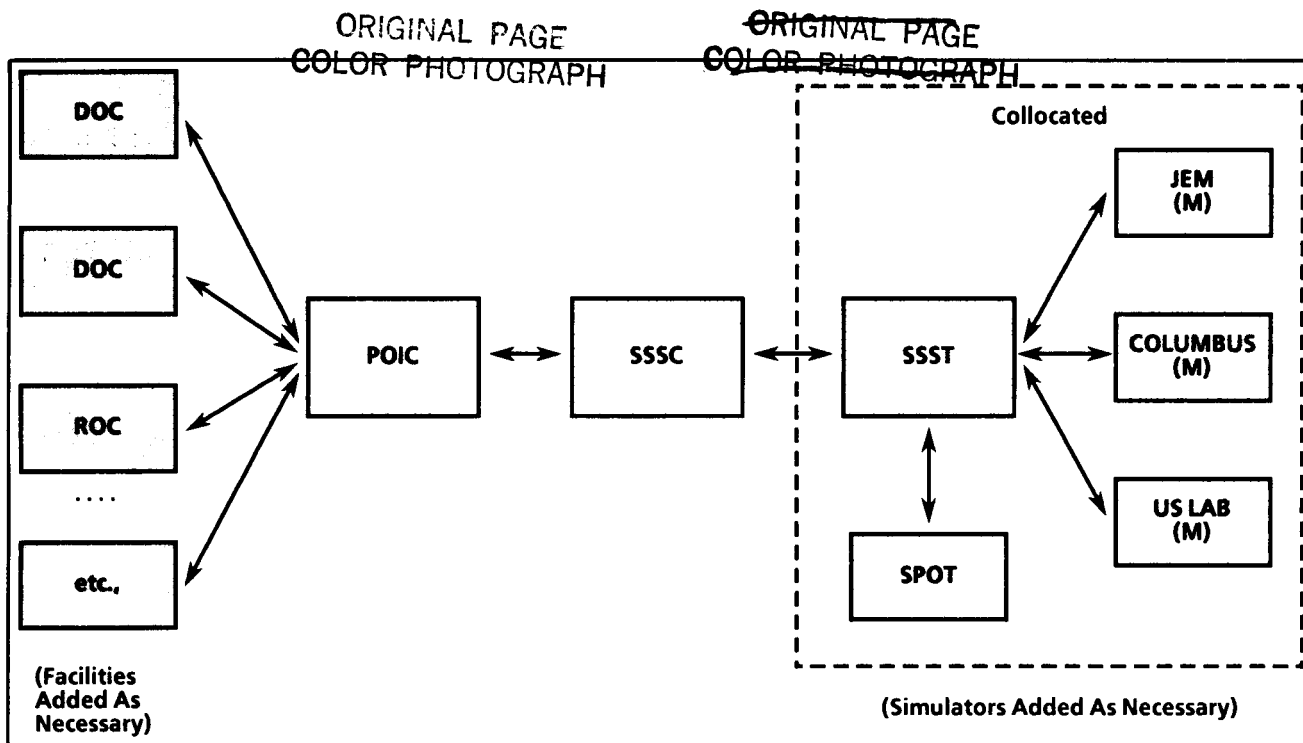 ORIGINAL PAGE
COLOR PHOTOGRAPH
ORIGINAL PAGE
COLOR PHOTOGRAPH
Collocated
DOC
DOC
ROC
....
etc.,
(Facilities
Added As
Necessary)
POIC
SSSC
SSST
SPOT
JEM
(M)
COLUMBUS
(M)
US LAB
(M)
(Simulators Added As Necessary)